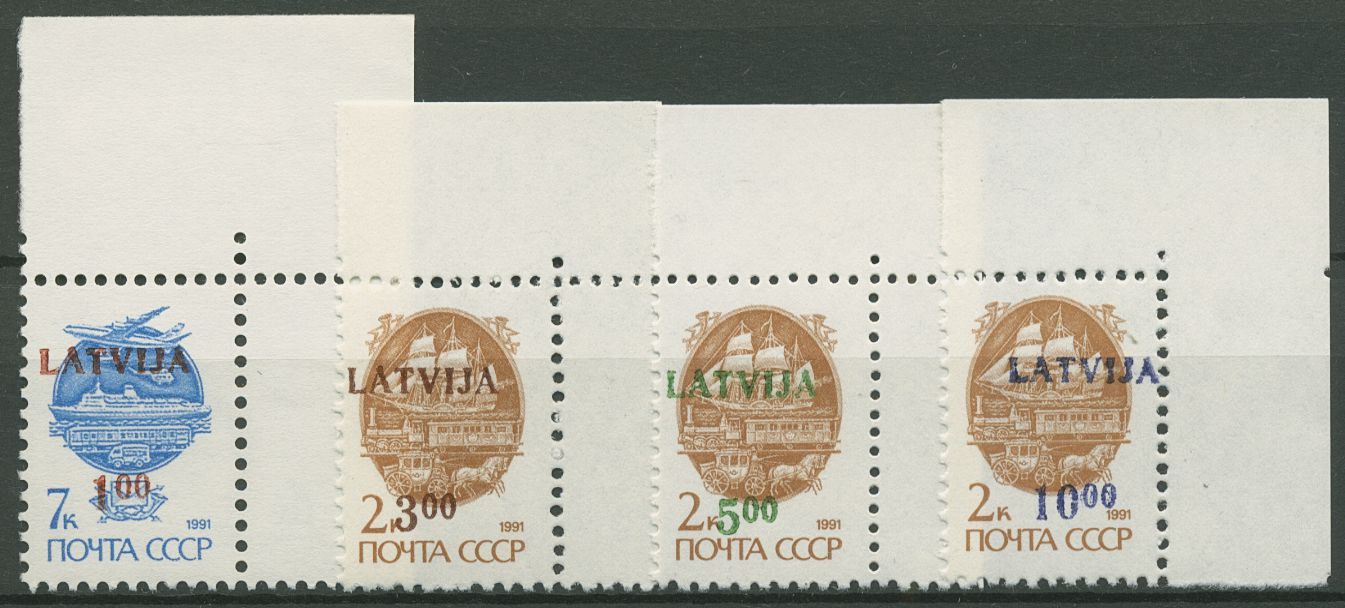 LATVIJA
1.00
7к 1991
ПОЧТА СССР
LATVIJA
3.00
2к 1991
ПОЧТА СССР
LATVIJA
5.00
2к 1991
ПОЧТА СССР
LATVIJA
10.00
2к 1991
ПОЧТА СССР